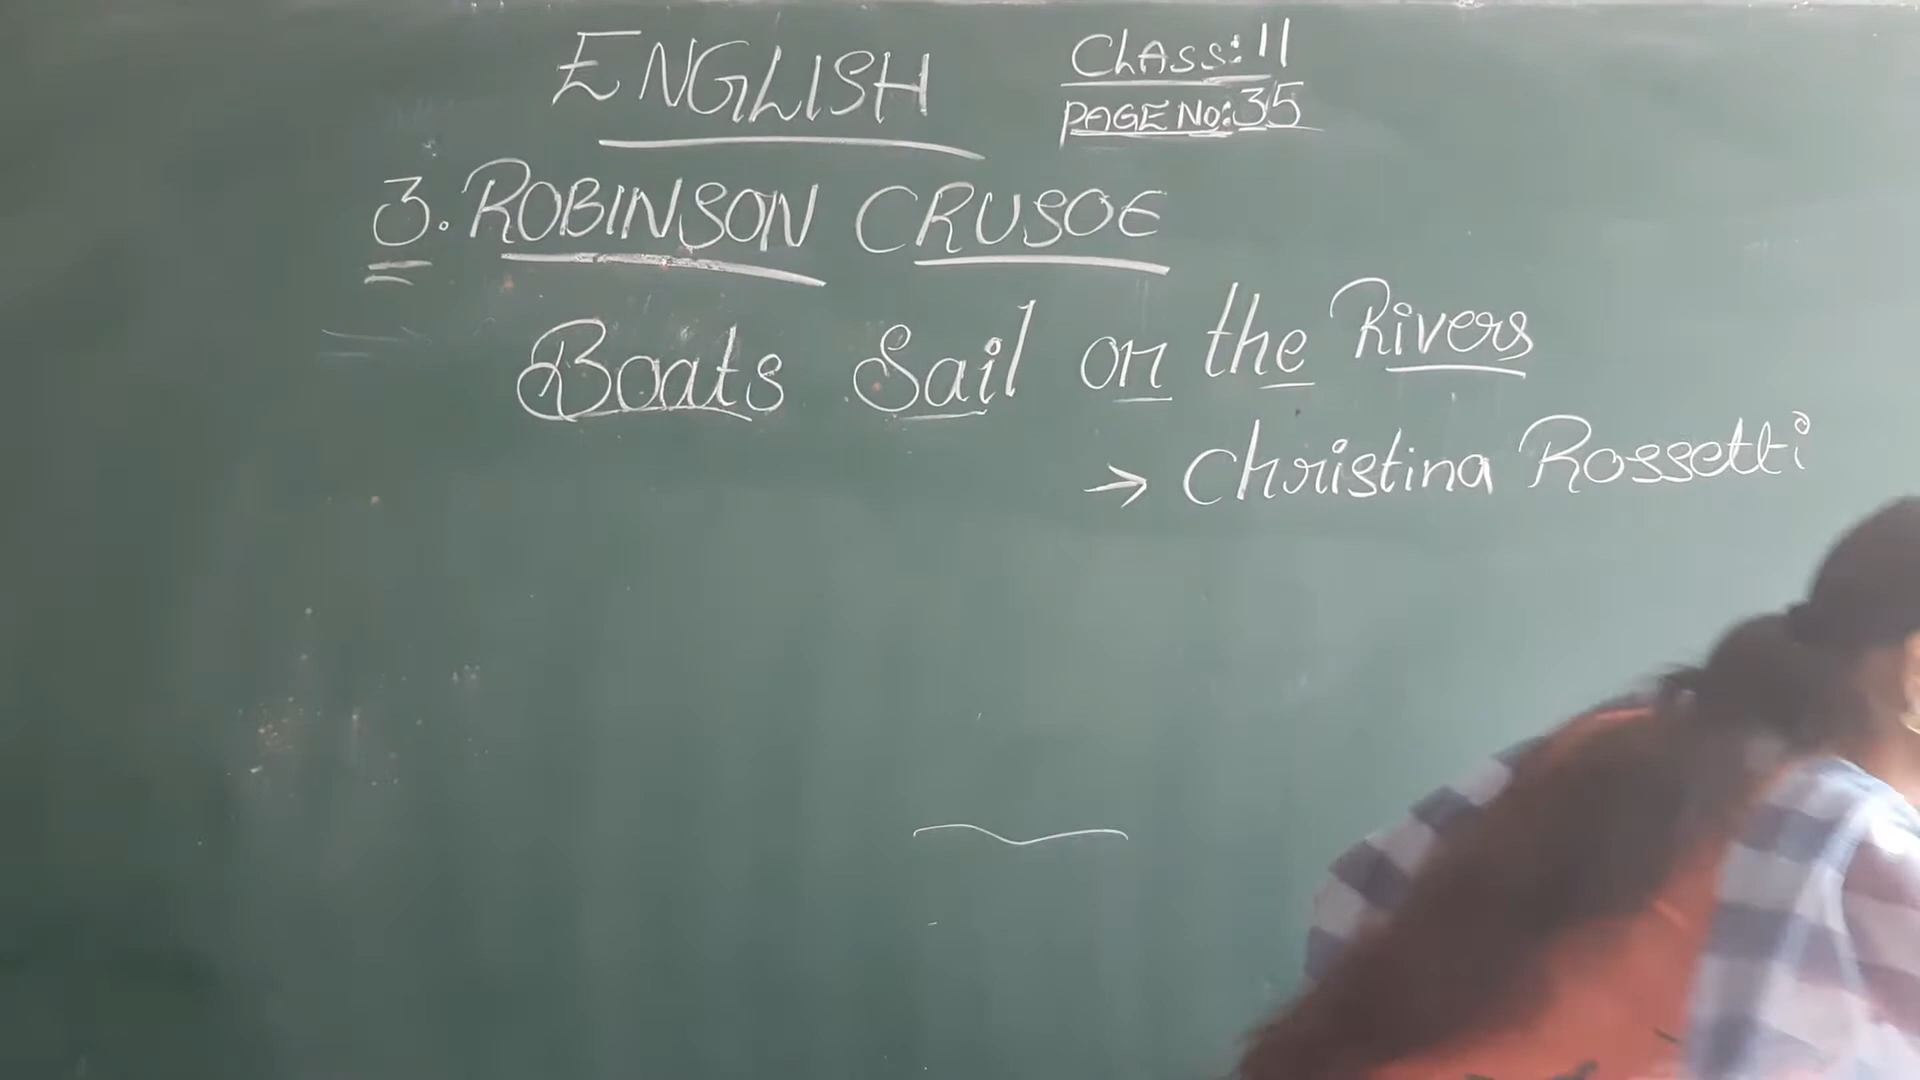 ENGLISH
Class: 11
PAGE NO: 35
3. ROBINSON CRUSOE
Boats Sail on the Rivers
→ Christina Rossetti